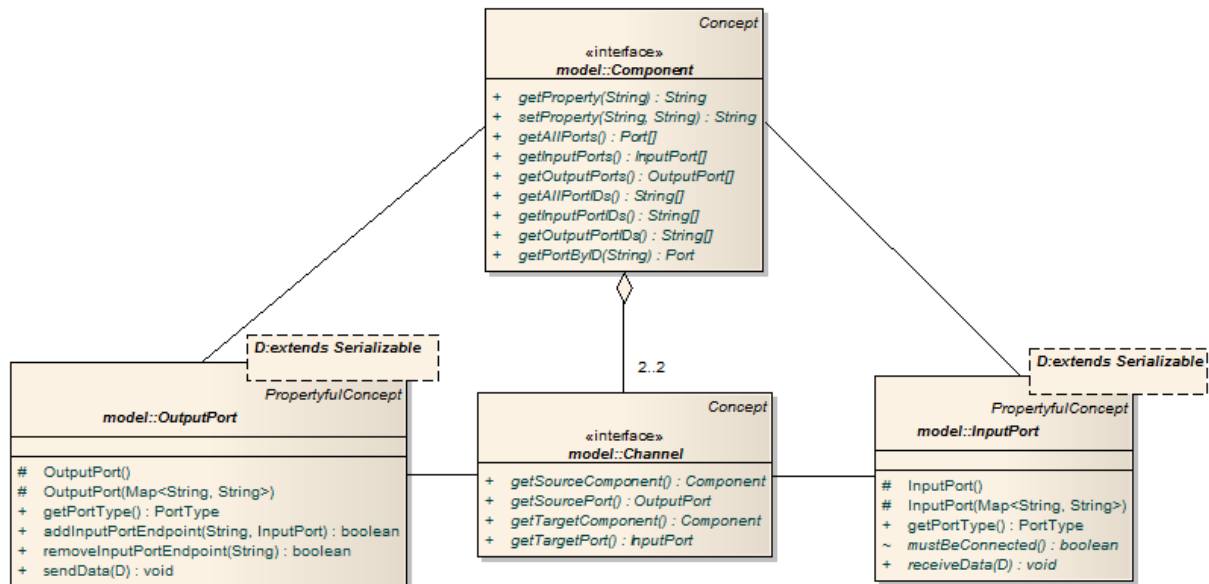 Concept
«interface»
model::Component
+ getProperty(String) : String
+ setProperty(String, String) : String
+ getAllPorts() : Port[]
+ getInputPorts() : InputPort[]
+ getOutputPorts() : OutputPort[]
+ getAllPortIDs() : String[]
+ getInputPortIDs() : String[]
+ getOutputPortIDs() : String[]
+ getPortByID(String) : Port
2..2
D:extends Serializable
PropertyfulConcept
model::OutputPort
# OutputPort()
# OutputPort(Map<String, String>)
+ getPortType() : PortType
+ addInputPortEndpoint(String, InputPort) : boolean
+ removeInputPortEndpoint(String) : boolean
+ sendData(D) : void
Concept
«interface»
model::Channel
+ getSourceComponent() : Component
+ getSourcePort() : OutputPort
+ getTargetComponent() : Component
+ getTargetPort() : InputPort
D:extends Serializable
PropertyfulConcept
model::InputPort
# InputPort()
# InputPort(Map<String, String>)
+ getPortType() : PortType
~ mustBeConnected() : boolean
+ receiveData(D) : void